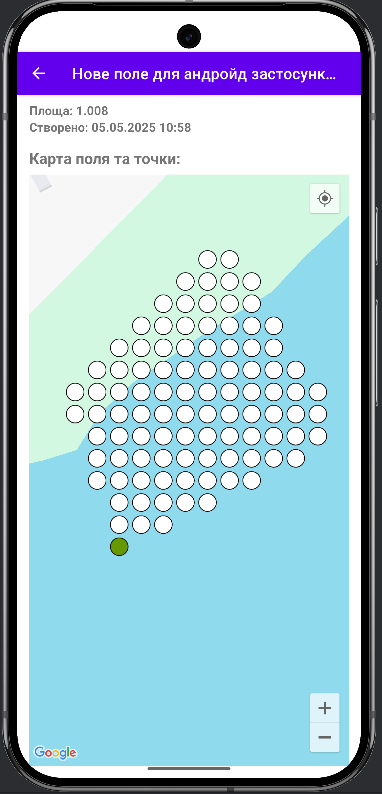 Нове поле для андройд застосунк...
Площа: 1.008
Створено: 05.05.2025 10:58
Карта поля та точки:
Google